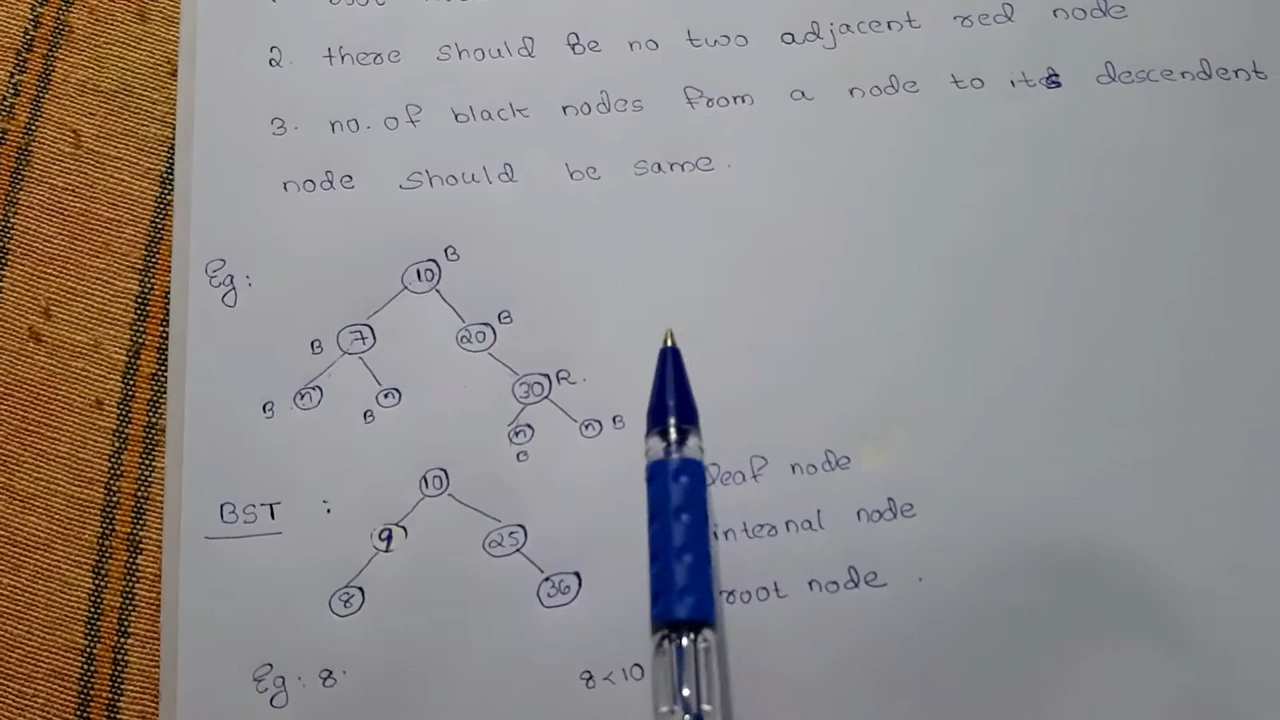 2. there should be no two adjacent red node
3. no. of black nodes from a node to its descendent
node should be same.
Eg:
10 B
B 7
20 B
30 R.
B n
B n
n B
n B
BST :
10
9
25
8
36
leaf node
internal node
root node .
Eg: 8.
8<10